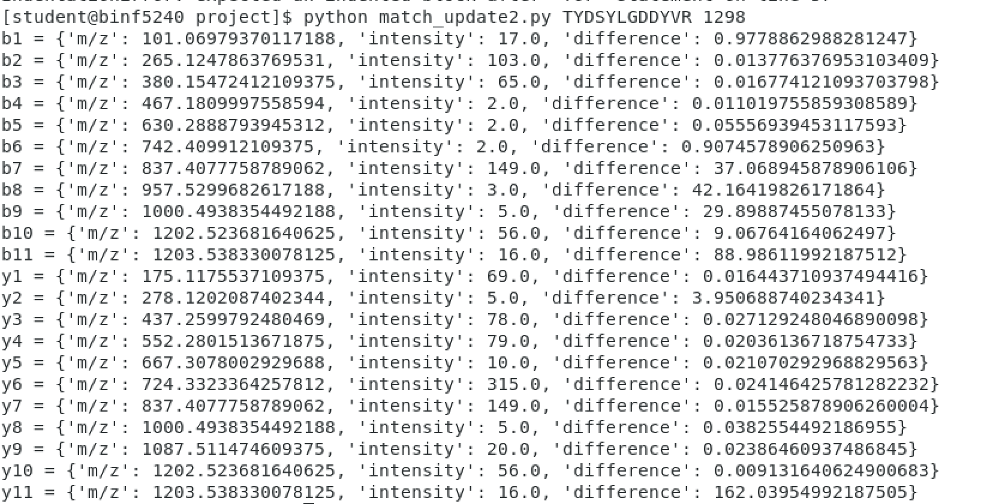 [student@binf5240 project]$ python match_update2.py TYDSYLGDDYVR 1298
b1 = {'m/z': 101.06979370117188, 'intensity': 17.0, 'difference': 0.9778862988281247}
b2 = {'m/z': 265.1247863769531, 'intensity': 103.0, 'difference': 0.013776376953103409}
b3 = {'m/z': 380.15472412109375, 'intensity': 65.0, 'difference': 0.016774121093703798}
b4 = {'m/z': 467.1809997558594, 'intensity': 2.0, 'difference': 0.011019755859308589}
b5 = {'m/z': 630.2888793945312, 'intensity': 2.0, 'difference': 0.05556939453117593}
b6 = {'m/z': 742.409912109375, 'intensity': 2.0, 'difference': 0.9074578906250963}
b7 = {'m/z': 837.4077758789062, 'intensity': 149.0, 'difference': 37.068945878906106}
b8 = {'m/z': 957.5299682617188, 'intensity': 3.0, 'difference': 42.16419826171864}
b9 = {'m/z': 1000.4938354492188, 'intensity': 5.0, 'difference': 29.89887455078133}
b10 = {'m/z': 1202.523681640625, 'intensity': 56.0, 'difference': 9.06764164062497}
b11 = {'m/z': 1203.538330078125, 'intensity': 16.0, 'difference': 88.98611992187512}
y1 = {'m/z': 175.1175537109375, 'intensity': 69.0, 'difference': 0.016443710937494416}
y2 = {'m/z': 278.1202087402344, 'intensity': 5.0, 'difference': 3.950688740234341}
y3 = {'m/z': 437.2599792480469, 'intensity': 78.0, 'difference': 0.027129248046890098}
y4 = {'m/z': 552.2801513671875, 'intensity': 79.0, 'difference': 0.02036136718754733}
y5 = {'m/z': 667.3078002929688, 'intensity': 10.0, 'difference': 0.021070292968829563}
y6 = {'m/z': 724.3323364257812, 'intensity': 315.0, 'difference': 0.024146425781282232}
y7 = {'m/z': 837.4077758789062, 'intensity': 149.0, 'difference': 0.015525878906260004}
y8 = {'m/z': 1000.4938354492188, 'intensity': 5.0, 'difference': 0.0382554492186955}
y9 = {'m/z': 1087.511474609375, 'intensity': 20.0, 'difference': 0.02386460937486845}
y10 = {'m/z': 1202.523681640625, 'intensity': 56.0, 'difference': 0.009131640624900683}
y11 = {'m/z': 1203.538330078125, 'intensity': 16.0, 'difference': 162.03954992187505}